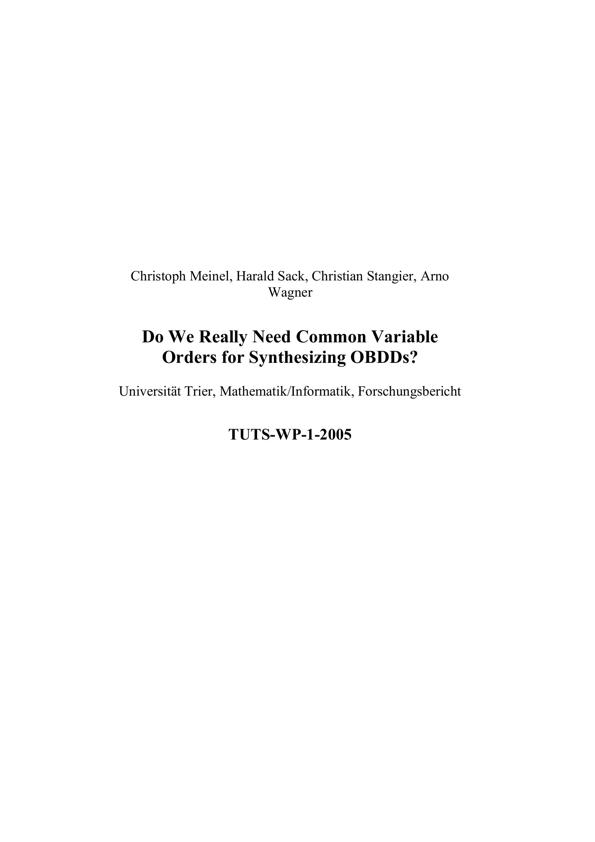 Christoph Meinel, Harald Sack, Christian Stangier, Arno
Wagner
Do We Really Need Common Variable
Orders for Synthesizing OBDDs?
Universität Trier, Mathematik/Informatik, Forschungsbericht
TUTS-WP-1-2005